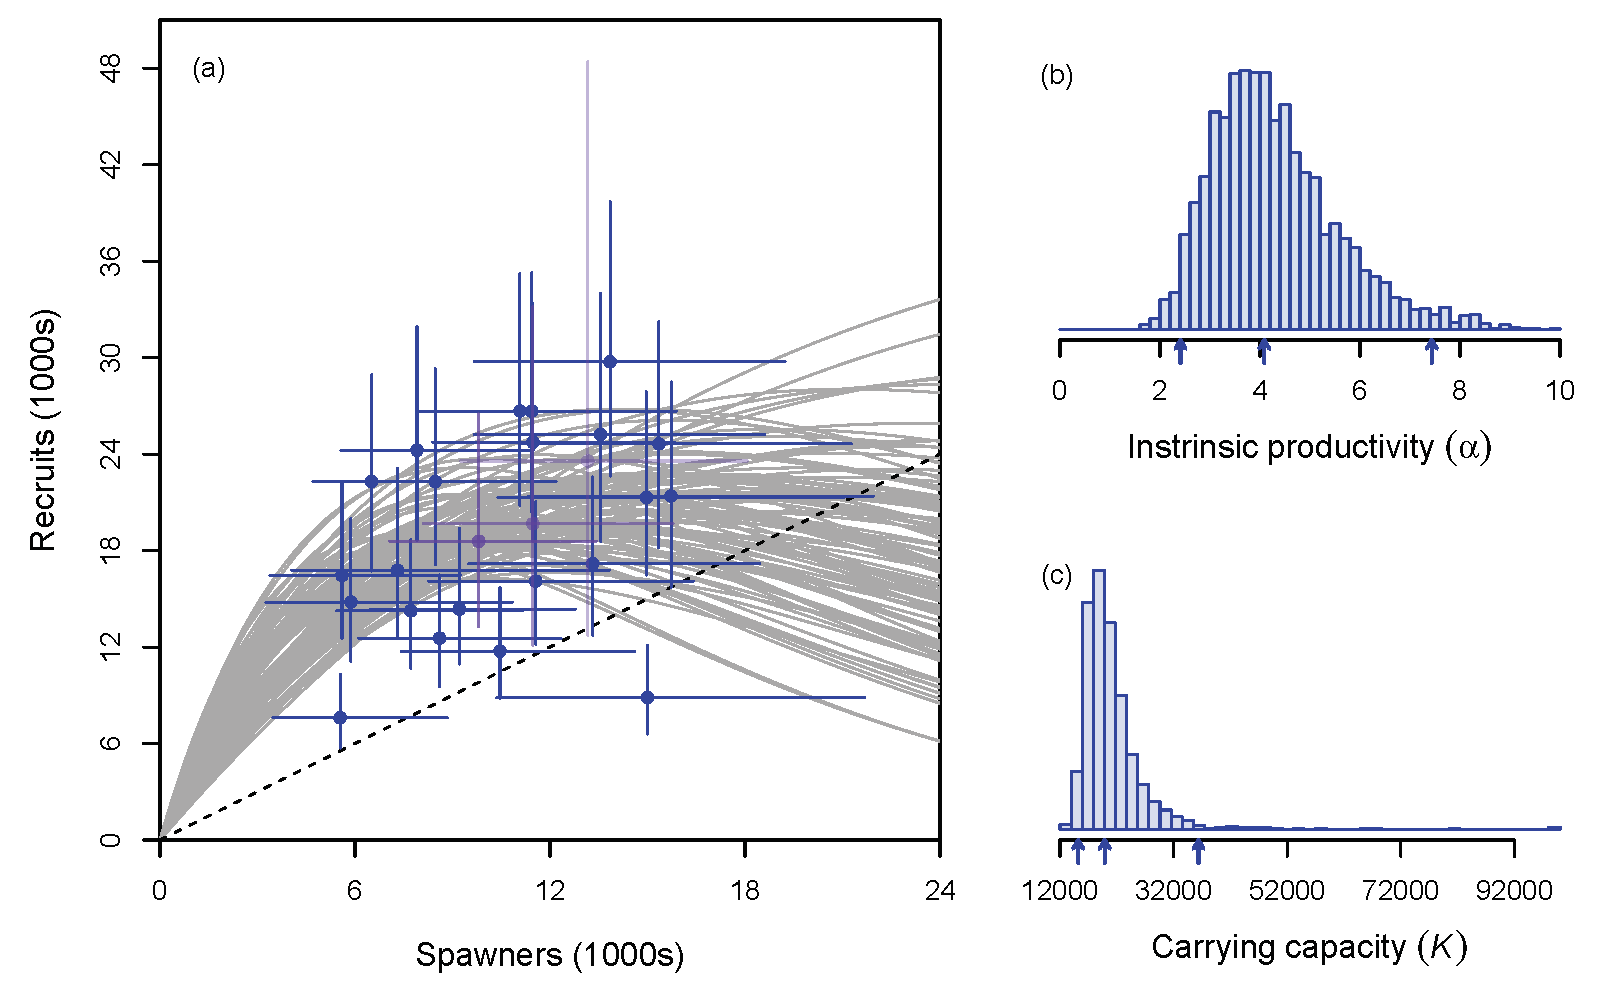 (a)
48
42
36
30
24
18
12
6
0
Recruits (1000s)
0 6 12 18 24
Spawners (1000s)
(b)
0 2 4 6 8 10
Instrinsic productivity (α)
(c)
12000 32000 52000 72000 92000
Carrying capacity (K)